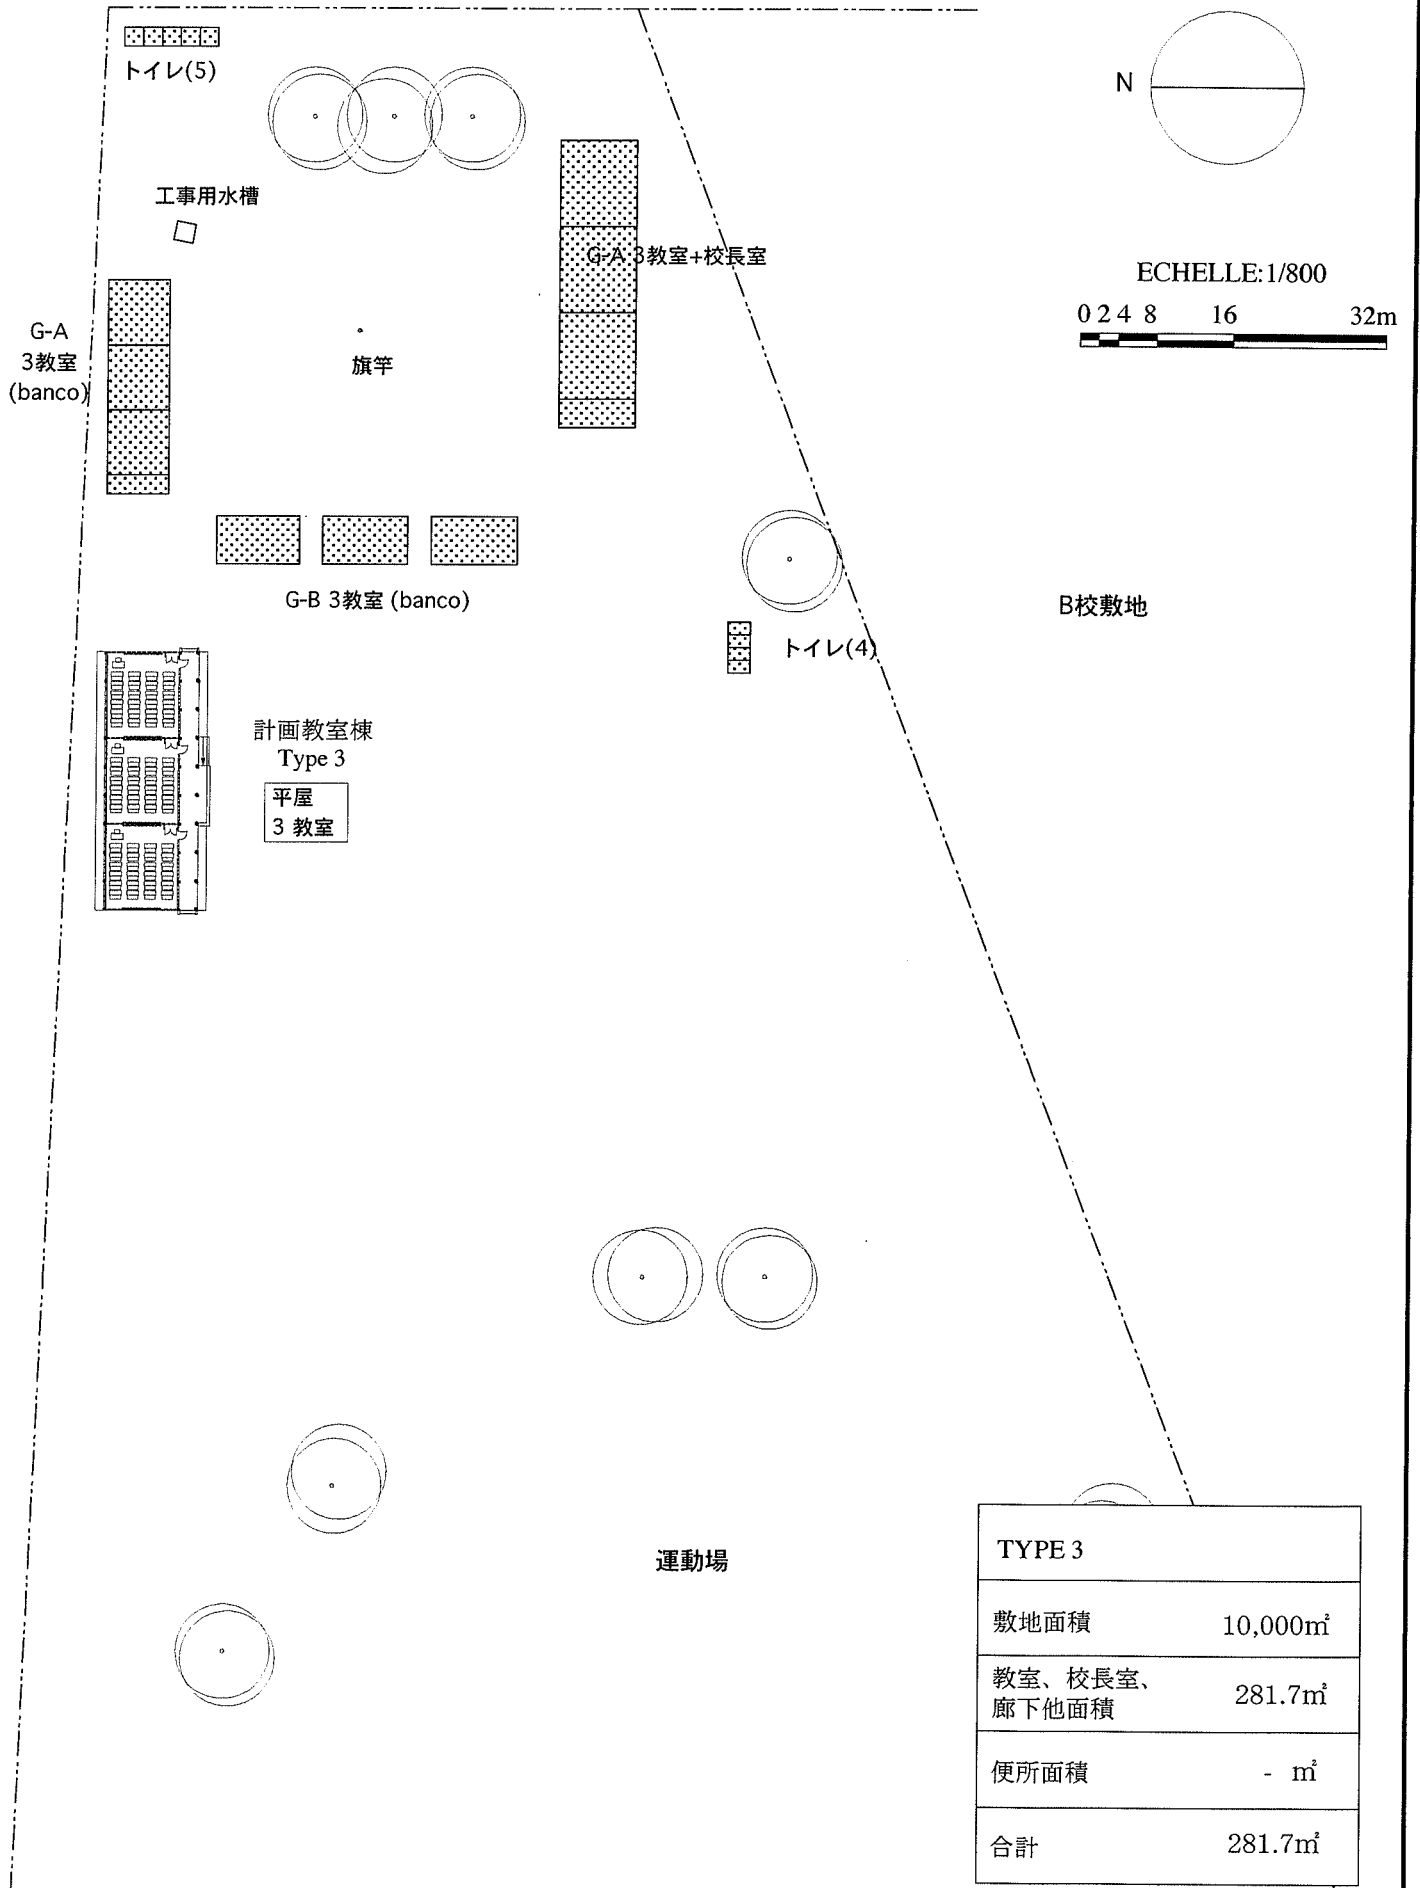 トイレ(5)
N
工事用水槽
G-A 3教室+校長室
ECHELLE:1/800
0 2 4 8 16 32m
G-A
3教室
(banco)
旗竿
G-B 3教室 (banco)
B校敷地
トイレ(4)
計画教室棟
Type 3
平屋
3 教室
運動場
TYPE 3
敷地面積 10,000㎡
教室、校長室、
廊下他面積 281.7㎡
便所面積 - ㎡
合計 281.7㎡